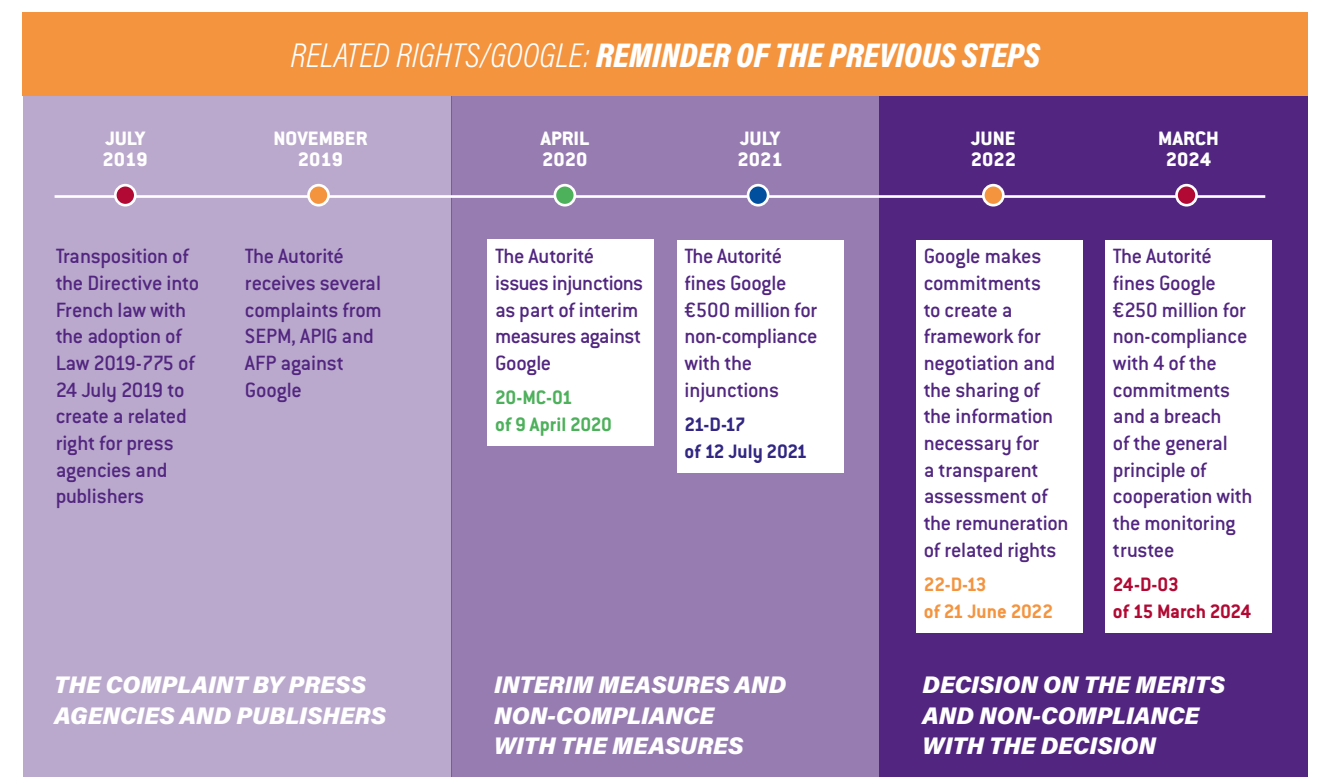 RELATED RIGHTS/GOOGLE: REMINDER OF THE PREVIOUS STEPS
JULY
2019
Transposition of
the Directive into
French law with
the adoption of
Law 2019-775 of
24 July 2019 to
create a related
right for press
agencies and
publishers
NOVEMBER
2019
The Autorité
receives several
complaints from
SEPM, APIG and
AFP against
Google
THE COMPLAINT BY PRESS
AGENCIES AND PUBLISHERS
APRIL
2020
The Autorité
issues injunctions
as part of interim
measures against
Google
20-MC-01
of 9 April 2020
JULY
2021
The Autorité
fines Google
€500 million for
non-compliance
with the
injunctions
21-D-17
of 12 July 2021
INTERIM MEASURES AND
NON-COMPLIANCE
WITH THE MEASURES
JUNE
2022
Google makes
commitments
to create a
framework for
negotiation and
the sharing of
the information
necessary for
a transparent
assessment of
the remuneration
of related rights
22-D-13
of 21 June 2022
MARCH
2024
The Autorité
fines Google
€250 million for
non-compliance
with 4 of the
commitments
and a breach
of the general
principle of
cooperation with
the monitoring
trustee
24-D-03
of 15 March 2024
DECISION ON THE MERITS
AND NON-COMPLIANCE
WITH THE DECISION